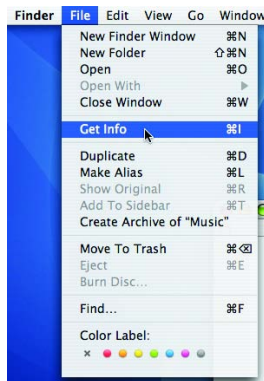 Finder File Edit View Go Window
New Finder Window ⌘N
New Folder ⇧⌘N
Open ⌘O
Open With ▶
Close Window ⌘W
Get Info ⌘I
Duplicate ⌘D
Make Alias ⌘L
Show Original ⌘R
Add To Sidebar ⌘T
Create Archive of “Music”
Move To Trash ⌘⌫
Eject ⌘E
Burn Disc...
Find... ⌘F
Color Label:
×